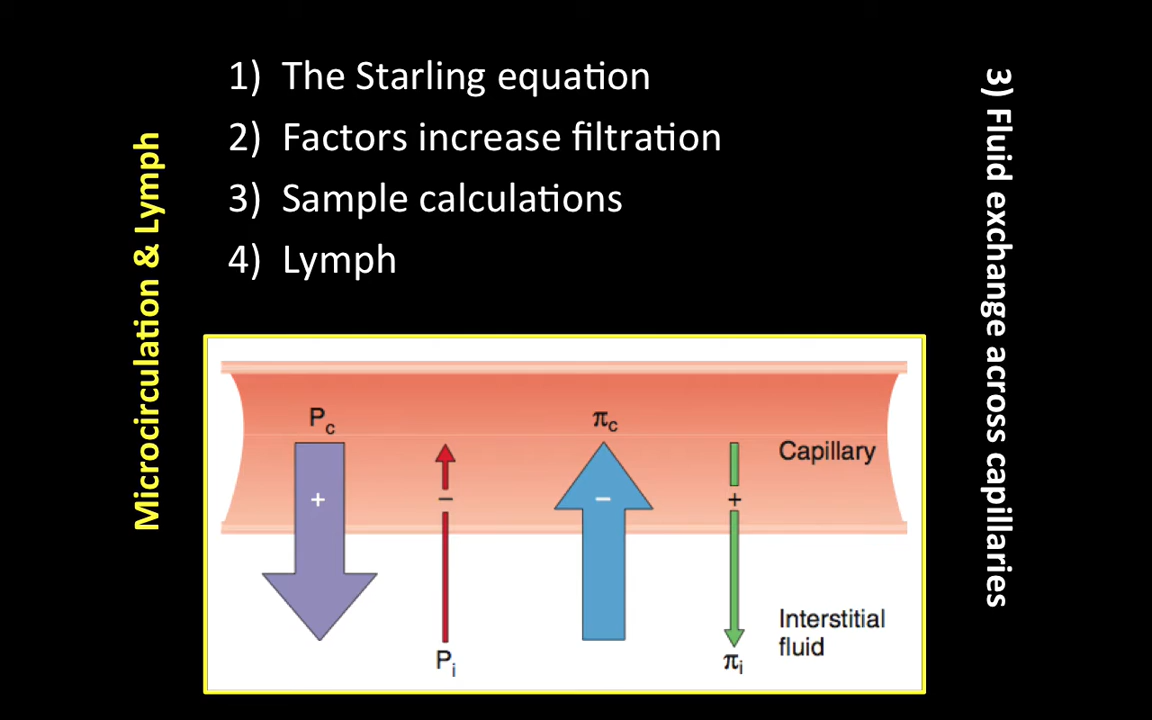 1) The Starling equation
2) Factors increase filtration
3) Sample calculations
4) Lymph
Microcirculation & Lymph
3) Fluid exchange across capillaries
Pc
πc
Capillary
+
−
−
+
Interstitial
fluid
Pi
πi